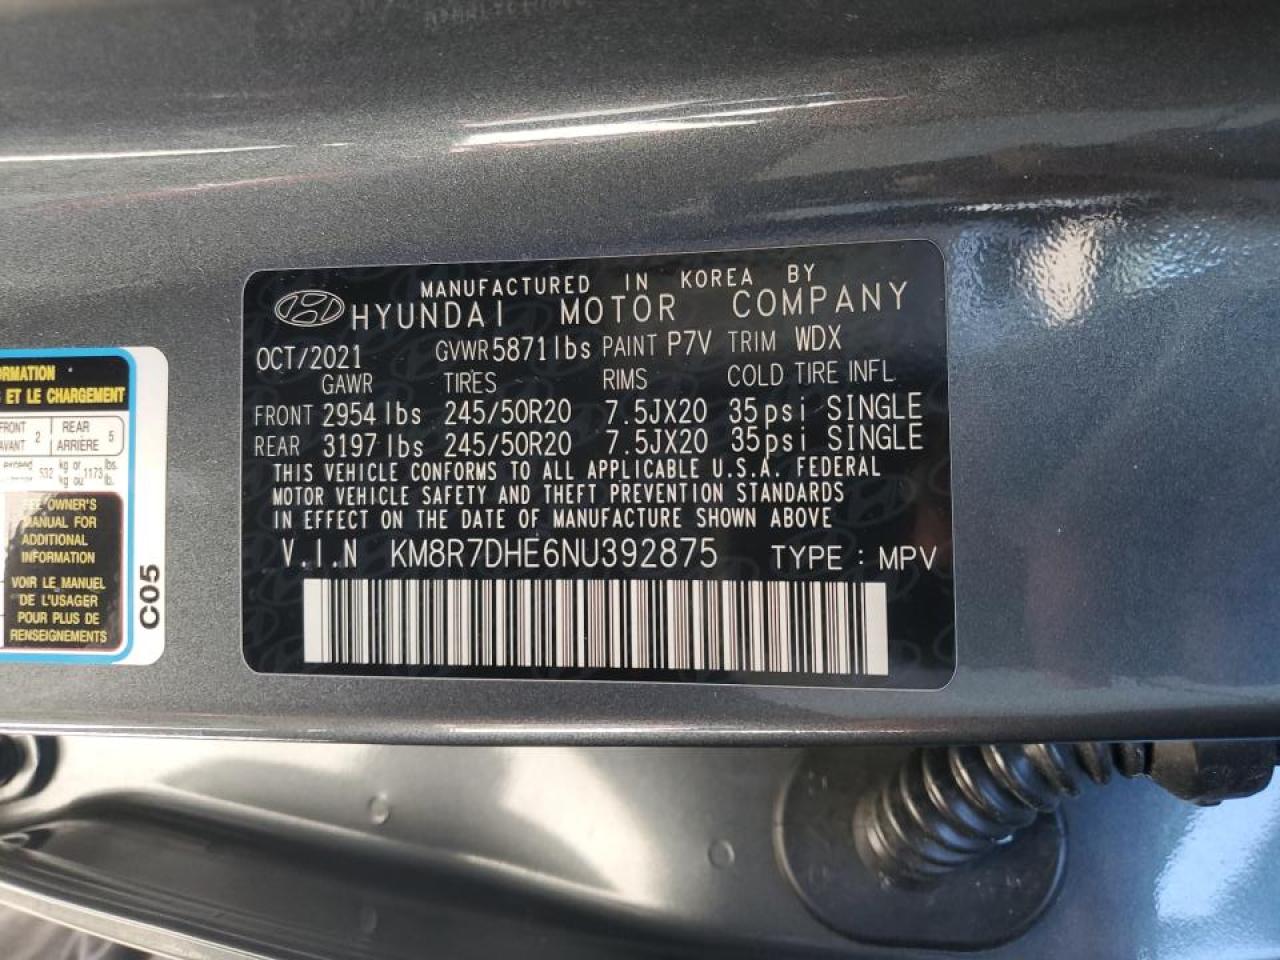 MANUFACTURED IN KOREA BY
HYUNDAI MOTOR COMPANY
OCT/2021 GVWR 5871lbs PAINT P7V TRIM WDX
GAWR TIRES RIMS COLD TIRE INFL
FRONT 2954 lbs 245/50R20 7.5JX20 35psi SINGLE
REAR 3197 lbs 245/50R20 7.5JX20 35psi SINGLE
THIS VEHICLE CONFORMS TO ALL APPLICABLE U.S.A. FEDERAL
MOTOR VEHICLE SAFETY AND THEFT PREVENTION STANDARDS
IN EFFECT ON THE DATE OF MANUFACTURE SHOWN ABOVE
V.I.N KM8R7DHE6NU392875 TYPE : MPV
ET LE CHARGEMENT
FRONT
AVANT 2
REAR
ARRIÈRE 5
532 kg or
kg ou 1173 lbs.
lb.
SEE OWNER'S
MANUAL FOR
ADDITIONAL
INFORMATION
VOIR LE MANUEL
DE L'USAGER
POUR PLUS DE
RENSEIGNEMENTS
C05